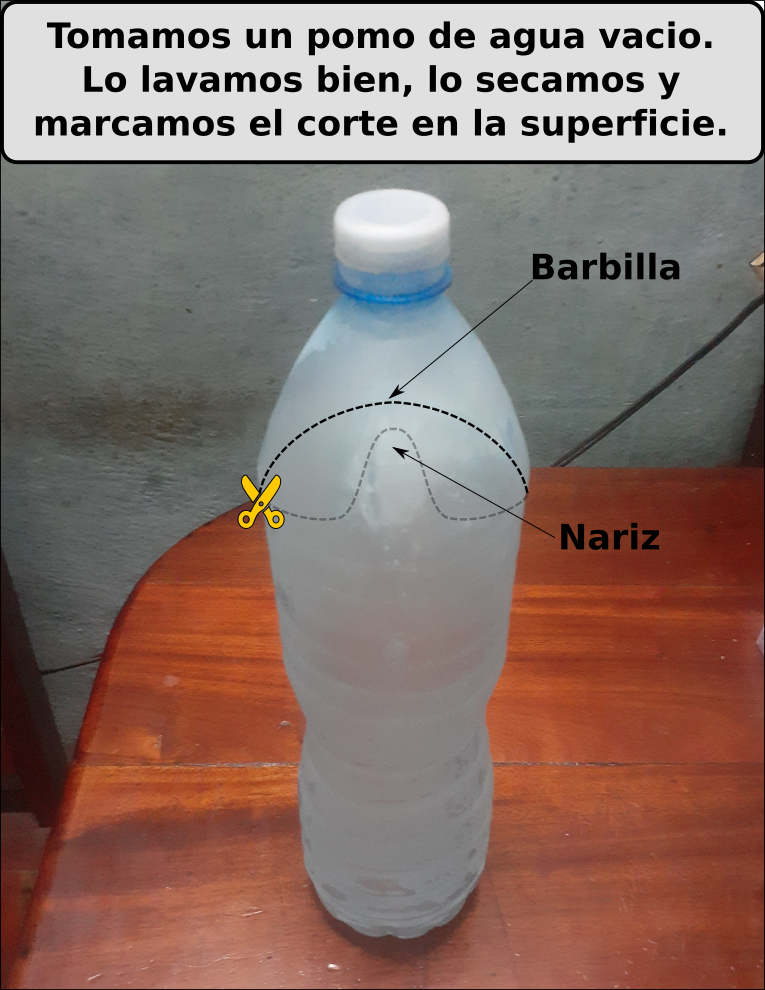 Tomamos un pomo de agua vacio.
Lo lavamos bien, lo secamos y
marcamos el corte en la superficie.
Barbilla
Nariz